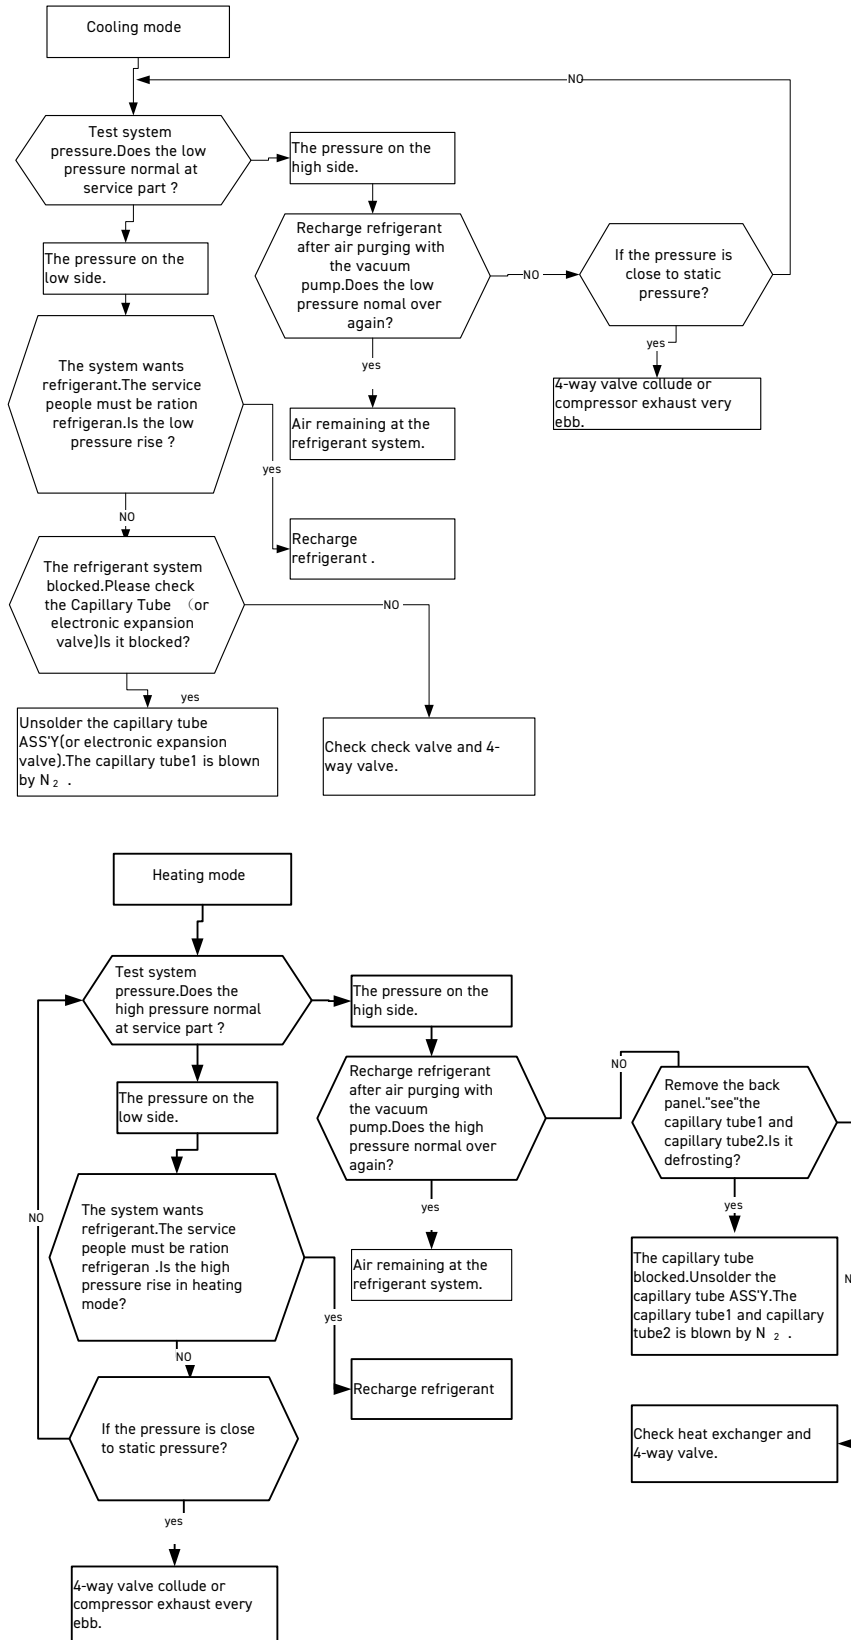 Cooling mode
NO
Test system
pressure.Does the low
pressure normal at
service part ?
The pressure on the
high side.
The pressure on the
low side.
Recharge refrigerant
after air purging with
the vacuum
pump.Does the low
pressure nomal over
again?
NO
If the pressure is
close to static
pressure?
yes
4-way valve collude or
compressor exhaust very
ebb.
yes
Air remaining at the
refrigerant system.
The system wants
refrigerant.The service
people must be ration
refrigeran.Is the low
pressure rise ?
yes
Recharge
refrigerant .
NO
The refrigerant system
blocked.Please check
the Capillary Tube （or
electronic expansion
valve)Is it blocked?
NO
yes
Unsolder the capillary tube
ASS'Y(or electronic expansion
valve).The capillary tube1 is blown
by N₂ .
Check check valve and 4-
way valve.
Heating mode
Test system
pressure.Does the
high pressure normal
at service part ?
The pressure on the
high side.
The pressure on the
low side.
Recharge refrigerant
after air purging with
the vacuum
pump.Does the high
pressure normal over
again?
NO
Remove the back
panel."see"the
capillary tube1 and
capillary tube2.Is it
defrosting?
yes
The capillary tube
blocked.Unsolder the
capillary tube ASS'Y.The
capillary tube1 and capillary
tube2 is blown by N ₂ .
N
yes
Air remaining at the
refrigerant system.
The system wants
refrigerant.The service
people must be ration
refrigeran .Is the high
pressure rise in heating
mode?
NO
yes
Recharge refrigerant
NO
If the pressure is close
to static pressure?
Check heat exchanger and
4-way valve.
yes
4-way valve collude or
compressor exhaust every
ebb.